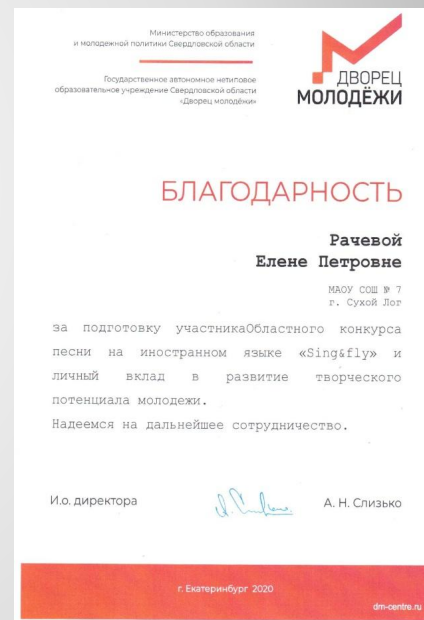 Министерство образования
и молодежной политики Свердловской области
Государственное автономное нетиповое
образовательное учреждение Свердловской области
«Дворец молодёжи»
ДВОРЕЦ
МОЛОДЁЖИ
БЛАГОДАРНОСТЬ
Рачевой
Елене Петровне
МАОУ СОШ № 7
г. Сухой Лог
за подготовку участникаОбластного конкурса
песни на иностранном языке «Sing&fly» и
личный вклад в развитие творческого
потенциала молодежи.
Надеемся на дальнейшее сотрудничество.
И.о. директора
А. Н. Слизько
г. Екатеринбург 2020
dm-centre.ru